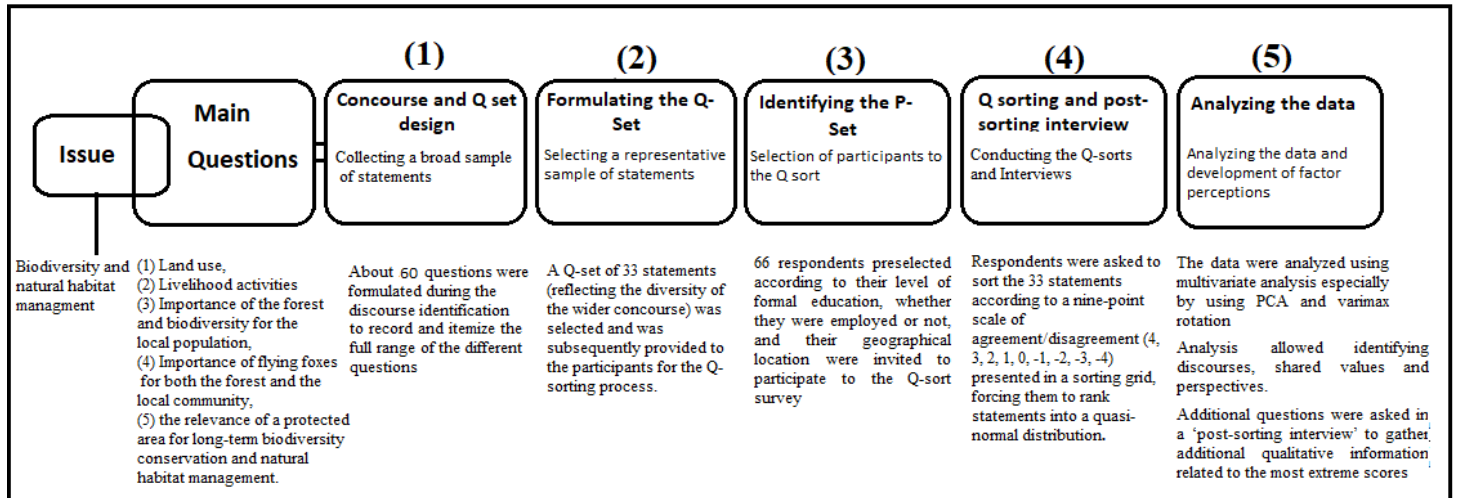 (1)
(2)
(3)
(4)
(5)
Issue
Main
Questions
Concourse and Q set
design
Collecting a broad sample
of statements
Formulating the Q-
Set
Selecting a representative
sample of statements
Identifying the P-
Set
Selection of participants to
the Q sort
Q sorting and post-
sorting interview
Conducting the Q-sorts
and Interviews
Analyzing the data
Analyzing the data and
development of factor
perceptions
Biodiversity and
natural habitat
managment
(1) Land use,
(2) Livelihood activities
(3) Importance of the forest
and biodiversity for the
local population,
(4) Importance of flying foxes
for both the forest and the
local community,
(5) the relevance of a protected
area for long-term biodiversity
conservation and natural
habitat management.
About 60 questions were
formulated during the
discourse identification
to record and itemize the
full range of the different
questions
A Q-set of 33 statements
(reflecting the diversity of
the wider concourse) was
selected and was
subsequently provided to
the participants for the Q-
sorting process.
66 respondents preselected
according to their level of
formal education, whether
they were employed or not,
and their geographical
location were invited to
participate to the Q-sort
survey
Respondents were asked to
sort the 33 statements
according to a nine-point
scale of
agreement/disagreement (4,
3, 2, 1, 0, -1, -2, -3, -4)
presented in a sorting grid,
forcing them to rank
statements into a quasi-
normal distribution.
The data were analyzed using
multivariate analysis especially
by using PCA and varimax
rotation
Analysis allowed identifying
discourses, shared values and
perspectives.
Additional questions were asked in
a ‘post-sorting interview’ to gather
additional qualitative information
related to the most extreme scores